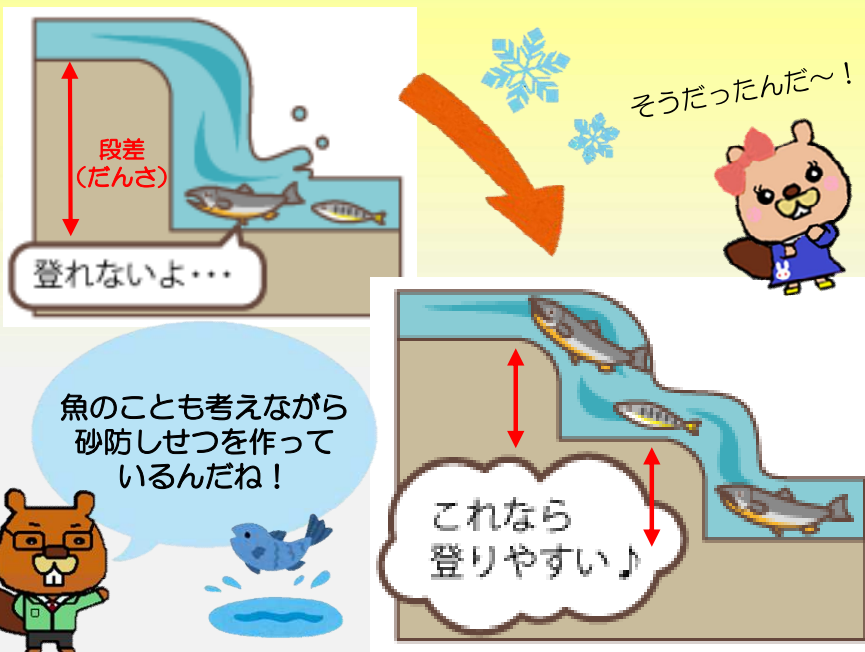 段差
(だんさ)
登れないよ・・・
そうだったんだ～！
魚のことも考えながら
砂防しせつを作って
いるんだね！
これなら
登りやすい♪